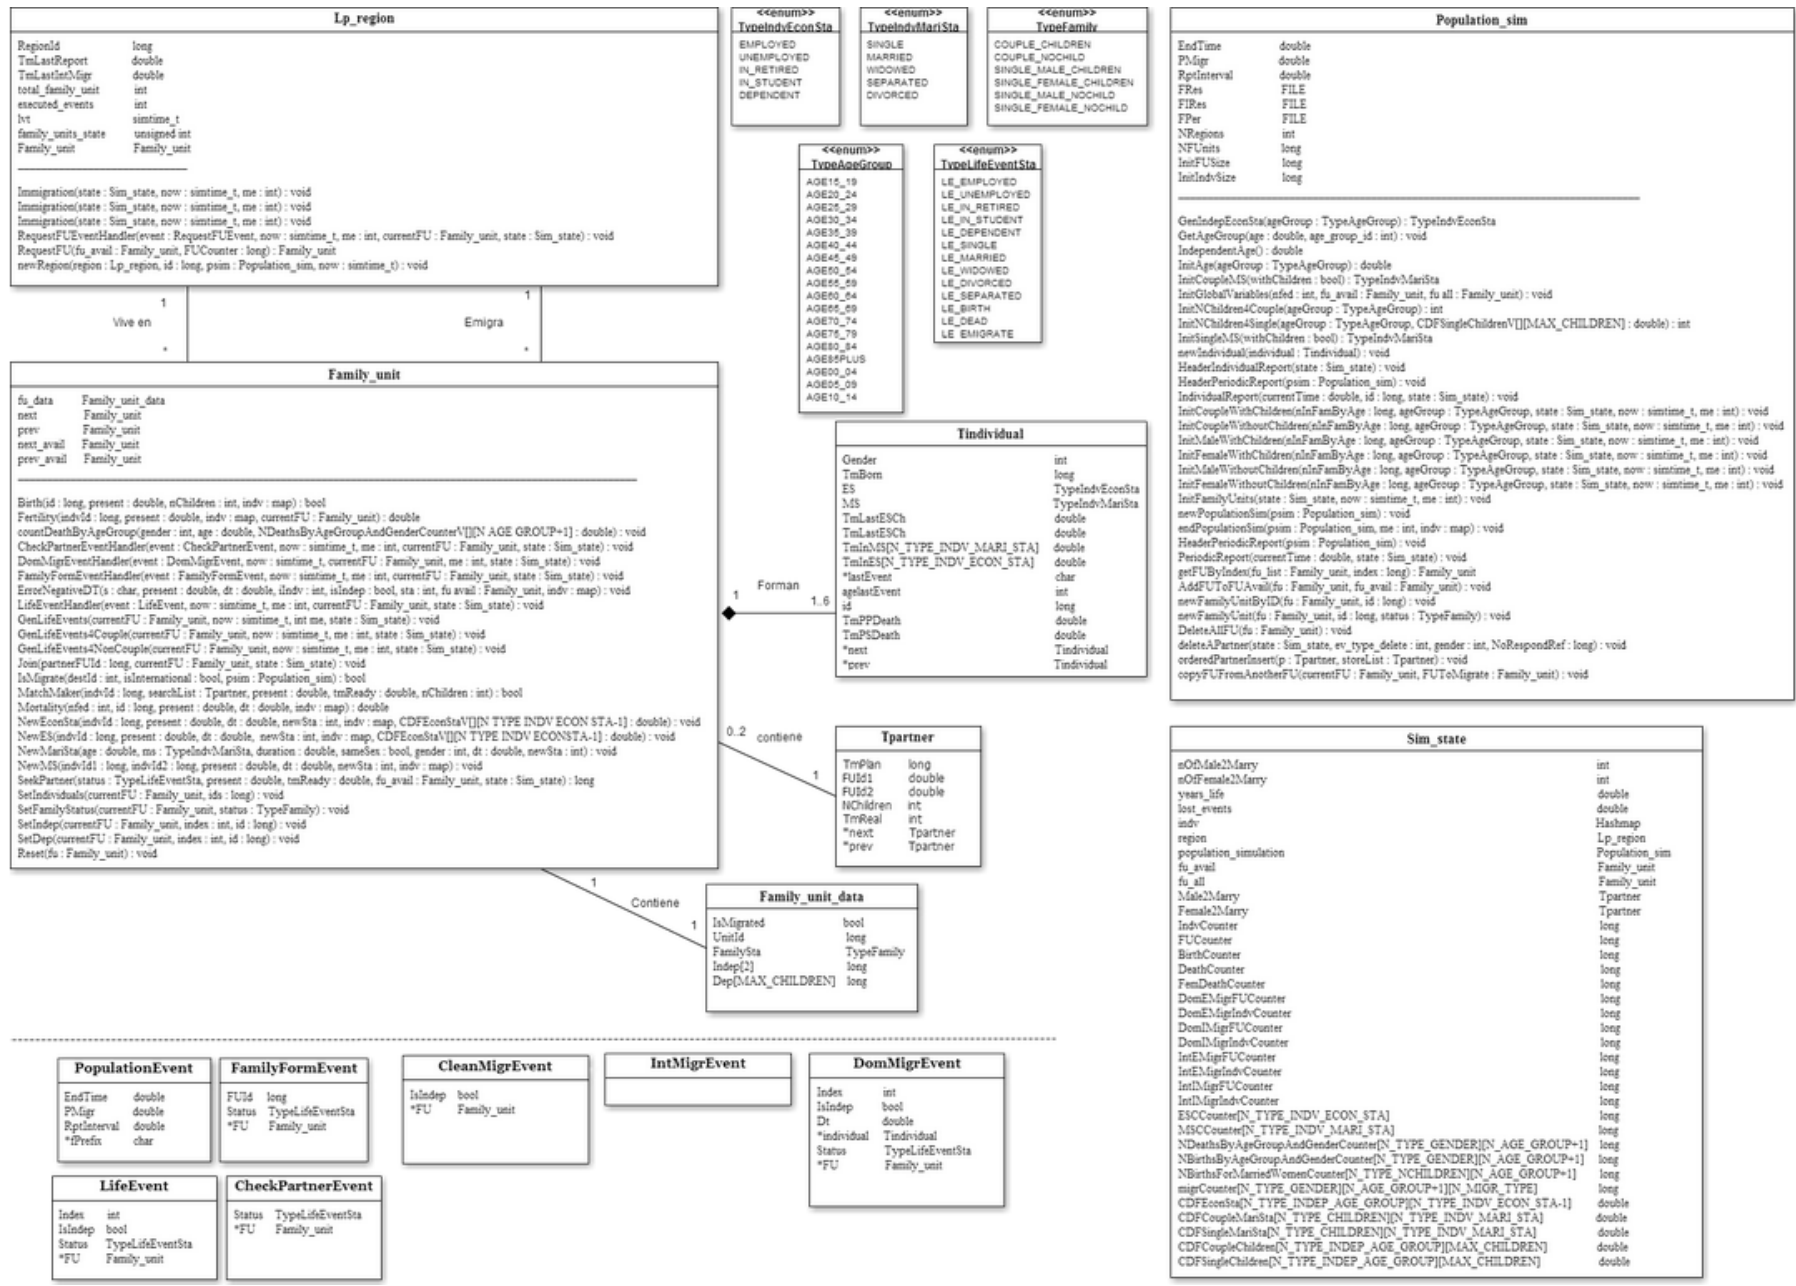 Lp_region
RegionId long
TmLastReport double
TmLastIntMigr double
total_family_unit int
executed_events int
lvt simtime_t
family_units_state unsigned int
Family_unit Family_unit
Immigration(state : Sim_state, now : simtime_t, me : int) : void
Immigration(state : Sim_state, now : simtime_t, me : int) : void
Immigration(state : Sim_state, now : simtime_t, me : int) : void
RequestFUEventHandler(event : RequestFUEvent, now : simtime_t, me : int, currentFU : Family_unit, state : Sim_state) : void
RequestFU(fu_avail : Family_unit, FUCounter : long) : Family_unit
newRegion(region : Lp_region, id : long, psim : Population_sim, now : simtime_t) : void
1
Vive en
*
1
Emigra
*
<<enum>>
TypeIndvEconSta
EMPLOYED
UNEMPLOYED
IN_RETIRED
IN_STUDENT
DEPENDENT
<<enum>>
TypeIndvMariSta
SINGLE
MARRIED
WIDOWED
SEPARATED
DIVORCED
<<enum>>
TypeFamily
COUPLE_CHILDREN
COUPLE_NOCHILD
SINGLE_MALE_CHILDREN
SINGLE_FEMALE_CHILDREN
SINGLE_MALE_NOCHILD
SINGLE_FEMALE_NOCHILD
<<enum>>
TypeAgeGroup
AGE15_19
AGE20_24
AGE25_29
AGE30_34
AGE35_39
AGE40_44
AGE45_49
AGE50_54
AGE55_59
AGE60_64
AGE65_69
AGE70_74
AGE75_79
AGE80_84
AGE85PLUS
AGE00_04
AGE05_09
AGE10_14
<<enum>>
TypeLifeEventSta
LE_EMPLOYED
LE_UNEMPLOYED
LE_IN_RETIRED
LE_IN_STUDENT
LE_DEPENDENT
LE_SINGLE
LE_MARRIED
LE_WIDOWED
LE_DIVORCED
LE_SEPARATED
LE_BIRTH
LE_DEAD
LE_EMIGRATE
Population_sim
EndTime double
PMigr double
RptInterval double
FRes FILE
FIRes FILE
FPer FILE
NRegions int
NFUnits long
InitFUSize long
InitIndvSize long
GenIndepEconSta(ageGroup : TypeAgeGroup) : TypeIndvEconSta
GetAgeGroup(age : double, age_group_id : int) : void
IndependentAge() : double
InitAge(ageGroup : TypeAgeGroup) : double
InitCoupleMS(withChildren : bool) : TypeIndvMariSta
InitGlobalVariables(nfed : int, fu_avail : Family_unit, fu all : Family_unit) : void
InitNChildren4Couple(ageGroup : TypeAgeGroup) : int
InitNChildren4Single(ageGroup : TypeAgeGroup, CDFSingleChildrenV[][MAX_CHILDREN] : double) : int
InitSingleMS(withChildren : bool) : TypeIndvMariSta
newIndividual(individual : Tindividual) : void
HeaderIndividualReport(state : Sim_state) : void
HeaderPeriodicReport(psim : Population_sim) : void
IndividualReport(currentTime : double, id : long, state : Sim_state) : void
InitCoupleWithChildren(nInFamByAge : long, ageGroup : TypeAgeGroup, state : Sim_state, now : simtime_t, me : int) : void
InitCoupleWithoutChildren(nInFamByAge : long, ageGroup : TypeAgeGroup, state : Sim_state, now : simtime_t, me : int) : void
InitMaleWithChildren(nInFamByAge : long, ageGroup : TypeAgeGroup, state : Sim_state, now : simtime_t, me : int) : void
InitFemaleWithChildren(nInFamByAge : long, ageGroup : TypeAgeGroup, state : Sim_state, now : simtime_t, me : int) : void
InitMaleWithoutChildren(nInFamByAge : long, ageGroup : TypeAgeGroup, state : Sim_state, now : simtime_t, me : int) : void
InitFemaleWithoutChildren(nInFamByAge : long, ageGroup : TypeAgeGroup, state : Sim_state, now : simtime_t, me : int) : void
InitFamilyUnits(state : Sim_state, now : simtime_t, me : int) : void
newPopulationSim(psim : Population_sim) : void
endPopulationSim(psim : Population_sim, me : int, indv : map) : void
HeaderPeriodicReport(psim : Population_sim) : void
PeriodicReport(currentTime : double, state : Sim_state) : void
getFUByIndex(fu_list : Family_unit, index : long) : Family_unit
AddFUToFUAvail(fu : Family_unit, fu_avail : Family_unit) : void
newFamilyUnitByID(fu : Family_unit, id : long) : void
newFamilyUnit(fu : Family_unit, id : long, status : TypeFamily) : void
DeleteAllFU(fu : Family_unit) : void
deleteAPartner(state : Sim_state, ev_type_delete : int, gender : int, NoRespondRef : long) : void
orderedPartnerInsert(p : Tpartner, storeList : Tpartner) : void
copyFUFromAnotherFU(currentFU : Family_unit, FUToMigrate : Family_unit) : void
Family_unit
fu_data Family_unit_data
next Family_unit
prev Family_unit
next_avail Family_unit
prev_avail Family_unit
Birth(id : long, present : double, nChildren : int, indv : map) : bool
Fertility(indvId : long, present : double, indv : map, currentFU : Family_unit) : double
countDeathByAgeGroup(gender : int, age : double, NDeathsByAgeGroupAndGenderCounterV[][N AGE GROUP+1] : double) : void
CheckPartnerEventHandler(event : CheckPartnerEvent, now : simtime_t, me : int, currentFU : Family_unit, state : Sim_state) : void
DomMigrEventHandler(event : DomMigrEvent, now : simtime_t, currentFU : Family_unit, me : int, state : Sim_state) : void
FamilyFormEventHandler(event : FamilyFormEvent, now : simtime_t, me : int, currentFU : Family_unit, state : Sim_state) : void
ErrorNegativeDT(s : char, present : double, dt : double, iIndv : int, isIndep : bool, sta : int, fu avail : Family_unit, indv : map) : void
LifeEventHandler(event : LifeEvent, now : simtime_t, me : int, currentFU : Family_unit, state : Sim_state) : void
GenLifeEvents(currentFU : Family_unit, now : simtime_t, int me, state : Sim_state) : void
GenLifeEvents4Couple(currentFU : Family_unit, now : simtime_t, me : int, state : Sim_state) : void
GenLifeEvents4NonCouple(currentFU : Family_unit, now : simtime_t, me : int, state : Sim_state) : void
Join(partnerFUId : long, currentFU : Family_unit, state : Sim_state) : void
IsMigrate(destId : int, isInternational : bool, psim : Population_sim) : bool
MatchMaker(indvId : long, searchList : Tpartner, present : double, tmReady : double, nChildren : int) : bool
Mortality(nfed : int, id : long, present : double, dt : double, indv : map) : double
NewEconSta(indvId : long, present : double, dt : double, newSta : int, indv : map, CDFEconStaV[][N TYPE INDV ECON STA-1] : double) : void
NewES(indvId : long, present : double, dt : double, newSta : int, indv : map, CDFEconStaV[][N TYPE INDV ECONSTA-1] : double) : void
NewMariSta(age : double, ms : TypeIndvMariSta, duration : double, sameSex : bool, gender : int, dt : double, newSta : int) : void
NewMS(indvId1 : long, indvId2 : long, present : double, dt : double, newSta : int, indv : map) : void
SeekPartner(status : TypeLifeEventSta, present : double, tmReady : double, fu_avail : Family_unit, state : Sim_state) : long
SetIndividuals(currentFU : Family_unit, ids : long) : void
SetFamilyStatus(currentFU : Family_unit, status : TypeFamily) : void
SetIndep(currentFU : Family_unit, index : int, id : long) : void
SetDep(currentFU : Family_unit, index : int, id : long) : void
Reset(fu : Family_unit) : void
1
Forman
1..6
Tindividual
Gender int
TmBorn long
ES TypeIndvEconSta
MS TypeIndvMariSta
TmLastESCh double
TmLastESCh double
TmInMS[N_TYPE_INDV_MARI_STA] double
TmInES[N_TYPE_INDV_ECON_STA] double
*lastEvent char
agelastEvent int
id long
TmPPDeath double
TmPSDeath double
*next Tindividual
*prev Tindividual
0..2
contiene
1
Tpartner
TmPlan long
FUId1 double
FUId2 double
NChildren int
TmReal int
*next Tpartner
*prev Tpartner
1
Contiene
1
Family_unit_data
IsMigrated bool
UnitId long
FamilySta TypeFamily
Indep[2] long
Dep[MAX_CHILDREN] long
Sim_state
nOfMale2Marry int
nOfFemale2Marry int
years_life double
lost_events double
indv Hashmap
region Lp_region
population_simulation Population_sim
fu_avail Family_unit
fu_all Family_unit
Male2Marry Tpartner
Female2Marry Tpartner
IndvCounter long
FUCounter long
BirthCounter long
DeathCounter long
FemDeathCounter long
DomEMigrFUCounter long
DomEMigrIndvCounter long
DomIMigrFUCounter long
DomIMigrIndvCounter long
IntEMigrFUCounter long
IntEMigrIndvCounter long
IntIMigrFUCounter long
IntIMigrIndvCounter long
ESCCounter[N_TYPE_INDV_ECON_STA] long
MSCCounter[N_TYPE_INDV_MARI_STA] long
NDeathsByAgeGroupAndGenderCounter[N_TYPE_GENDER][N_AGE_GROUP+1] long
NBirthsByAgeGroupAndGenderCounter[N_TYPE_GENDER][N_AGE_GROUP+1] long
NBirthsForMarriedWomenCounter[N_TYPE_NCHILDREN][N_AGE_GROUP+1] long
migrCounter[N_TYPE_GENDER][N_AGE_GROUP+1][N_MIGR_TYPE] long
CDFEconSta[N_TYPE_INDEP_AGE_GROUP][N_TYPE_INDV_ECON_STA-1] double
CDFCoupleMariSta[N_TYPE_CHILDREN][N_TYPE_INDV_MARI_STA] double
CDFSingleMariSta[N_TYPE_CHILDREN][N_TYPE_INDV_MARI_STA] double
CDFCoupleChildren[N_TYPE_INDEP_AGE_GROUP][MAX_CHILDREN] double
CDFSingleChildren[N_TYPE_INDEP_AGE_GROUP][MAX_CHILDREN] double
PopulationEvent
EndTime double
PMigr double
RptInterval double
*fPrefix char
FamilyFormEvent
FUId long
Status TypeLifeEventSta
*FU Family_unit
CleanMigrEvent
IsIndep bool
*FU Family_unit
IntMigrEvent
DomMigrEvent
Index int
IsIndep bool
Dt double
*individual Tindividual
Status TypeLifeEventSta
*FU Family_unit
LifeEvent
Index int
IsIndep bool
Status TypeLifeEventSta
*FU Family_unit
CheckPartnerEvent
Status TypeLifeEventSta
*FU Family_unit